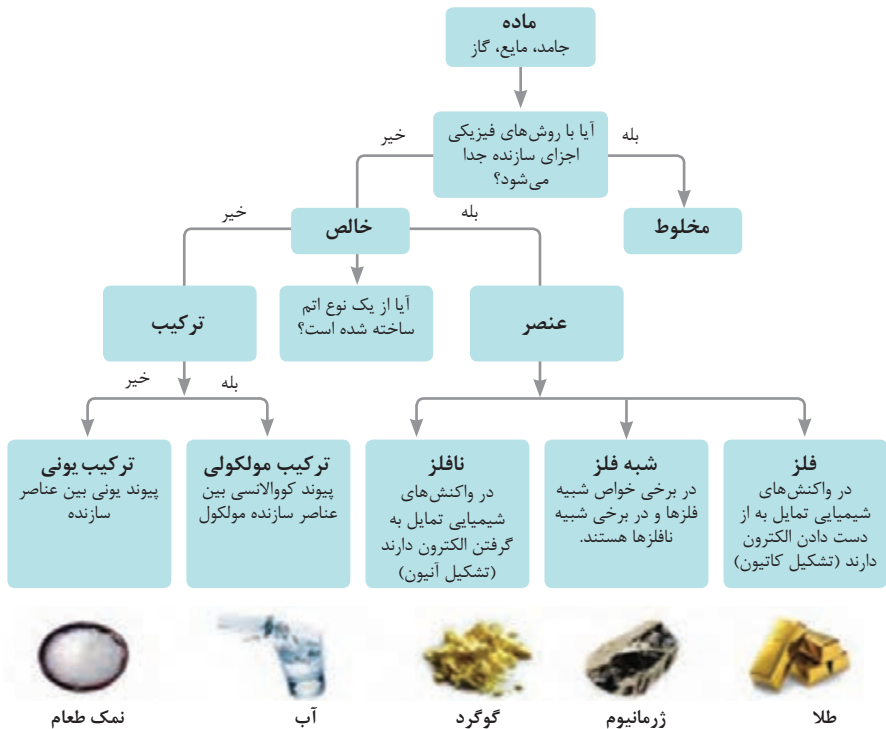 ماده
جامد، مایع، گاز
آیا با روش‌های فیزیکی
اجزای سازنده جدا
می‌شود؟
بله
خیر
مخلوط
خالص
بله
خیر
آیا از یک نوع اتم
ساخته شده است؟
عنصر
ترکیب
بله
خیر
فلز
در واکنش‌های
شیمیایی تمایل به از
دست دادن الکترون
دارند (تشکیل کاتیون)
شبه فلز
در برخی خواص شبیه
فلزها و در برخی شبیه
نافلزها هستند.
نافلز
در واکنش‌های
شیمیایی تمایل به
گرفتن الکترون دارند
(تشکیل آنیون)
ترکیب مولکولی
پیوند کووالانسی بین
عناصر سازنده مولکول
ترکیب یونی
پیوند یونی بین عناصر
سازنده
طلا
ژرمانیوم
گوگرد
آب
نمک طعام